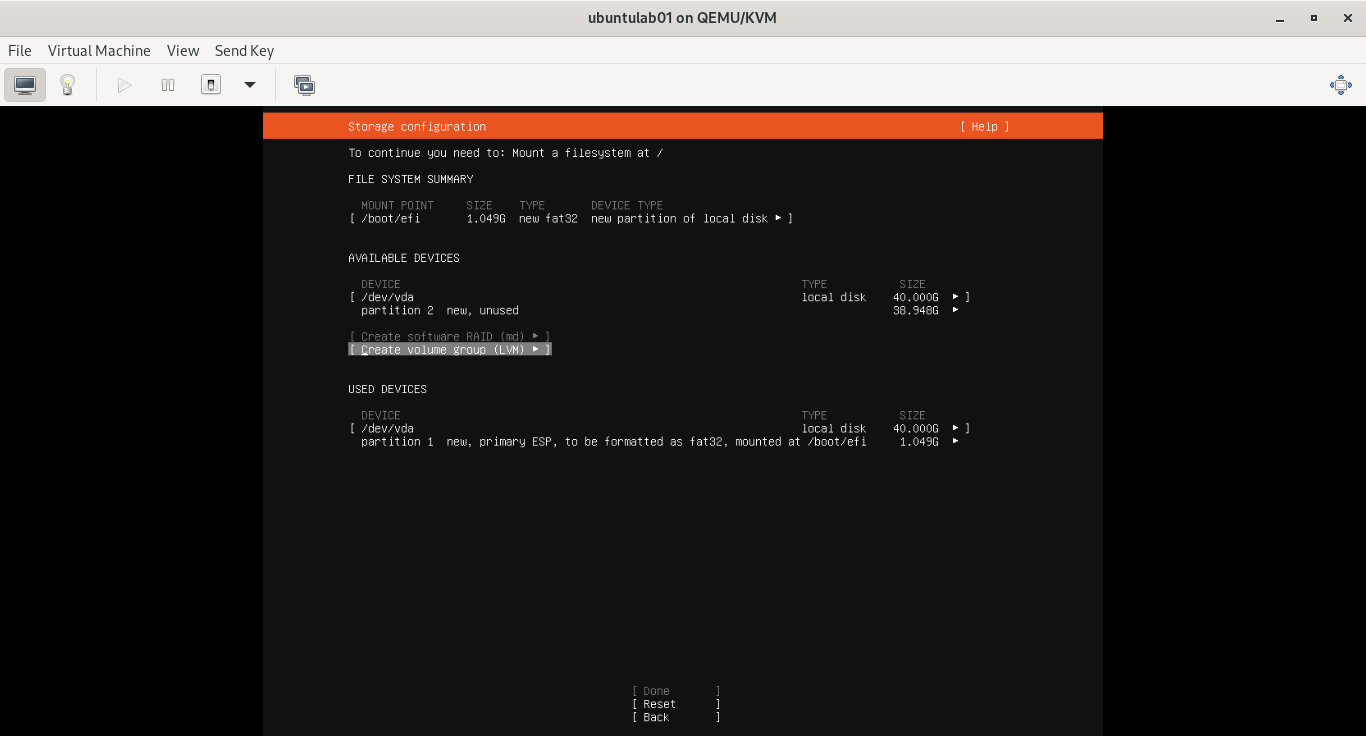 ubuntulab01 on QEMU/KVM
File Virtual Machine View Send Key
Storage configuration [ Help ]
To continue you need to: Mount a filesystem at /
FILE SYSTEM SUMMARY
MOUNT POINT SIZE TYPE DEVICE TYPE
[ /boot/efi 1.049G new fat32 new partition of local disk ▸ ]
AVAILABLE DEVICES
DEVICE TYPE SIZE
[ /dev/vda local disk 40.000G ▸ ]
partition 2 new, unused 38.948G ▸
[ Create software RAID (md) ▸ ]
[ Create volume group (LVM) ▸ ]
USED DEVICES
DEVICE TYPE SIZE
[ /dev/vda local disk 40.000G ▸ ]
partition 1 new, primary ESP, to be formatted as fat32, mounted at /boot/efi 1.049G ▸
[ Done ]
[ Reset ]
[ Back ]